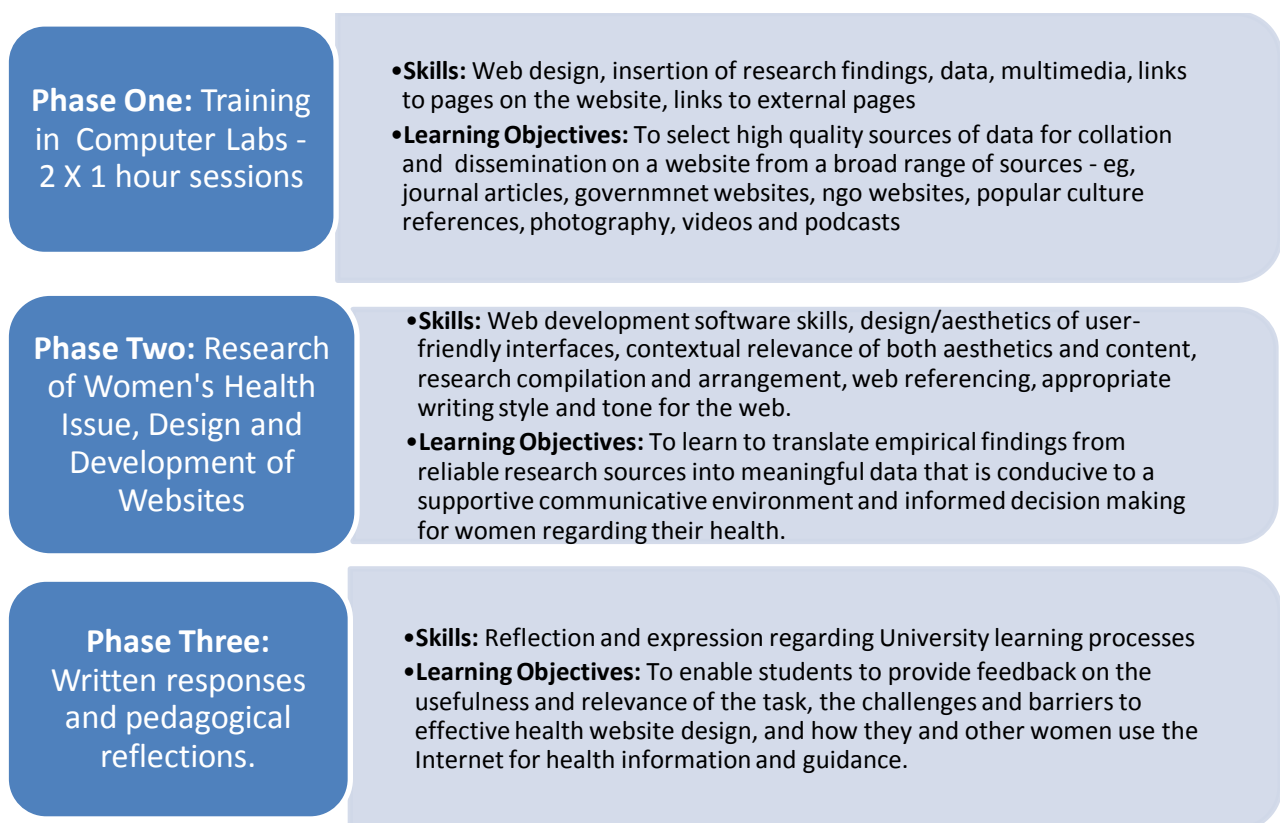 Phase One: Training
in Computer Labs -
2 X 1 hour sessions
•Skills: Web design, insertion of research findings, data, multimedia, links
to pages on the website, links to external pages
•Learning Objectives: To select high quality sources of data for collation
and dissemination on a website from a broad range of sources - eg,
journal articles, governmnet websites, ngo websites, popular culture
references, photography, videos and podcasts
Phase Two: Research
of Women's Health
Issue, Design and
Development of
Websites
•Skills: Web development software skills, design/aesthetics of user-
friendly interfaces, contextual relevance of both aesthetics and content,
research compilation and arrangement, web referencing, appropriate
writing style and tone for the web.
•Learning Objectives: To learn to translate empirical findings from
reliable research sources into meaningful data that is conducive to a
supportive communicative environment and informed decision making
for women regarding their health.
Phase Three:
Written responses
and pedagogical
reflections.
•Skills: Reflection and expression regarding University learning processes
•Learning Objectives: To enable students to provide feedback on the
usefulness and relevance of the task, the challenges and barriers to
effective health website design, and how they and other women use the
Internet for health information and guidance.